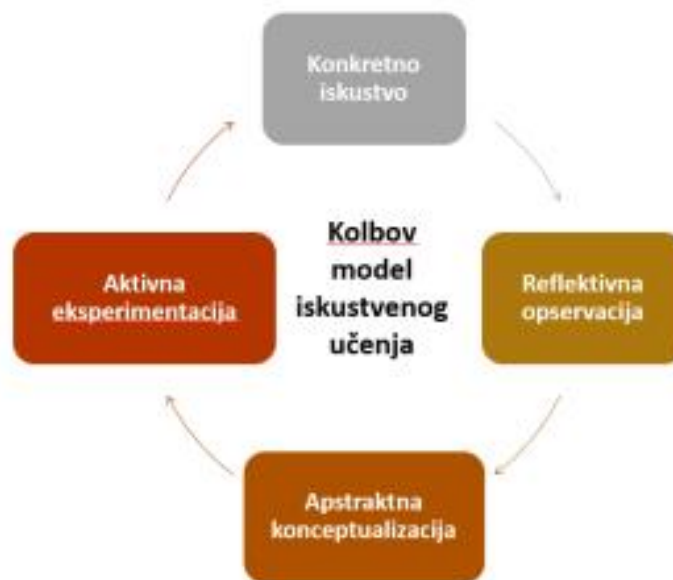 Konkretno
iskustvo
Kolbov
model
iskustvenog
učenja
Aktivna
eksperimentacija
Reflektivna
opservacija
Apstraktna
konceptualizacija